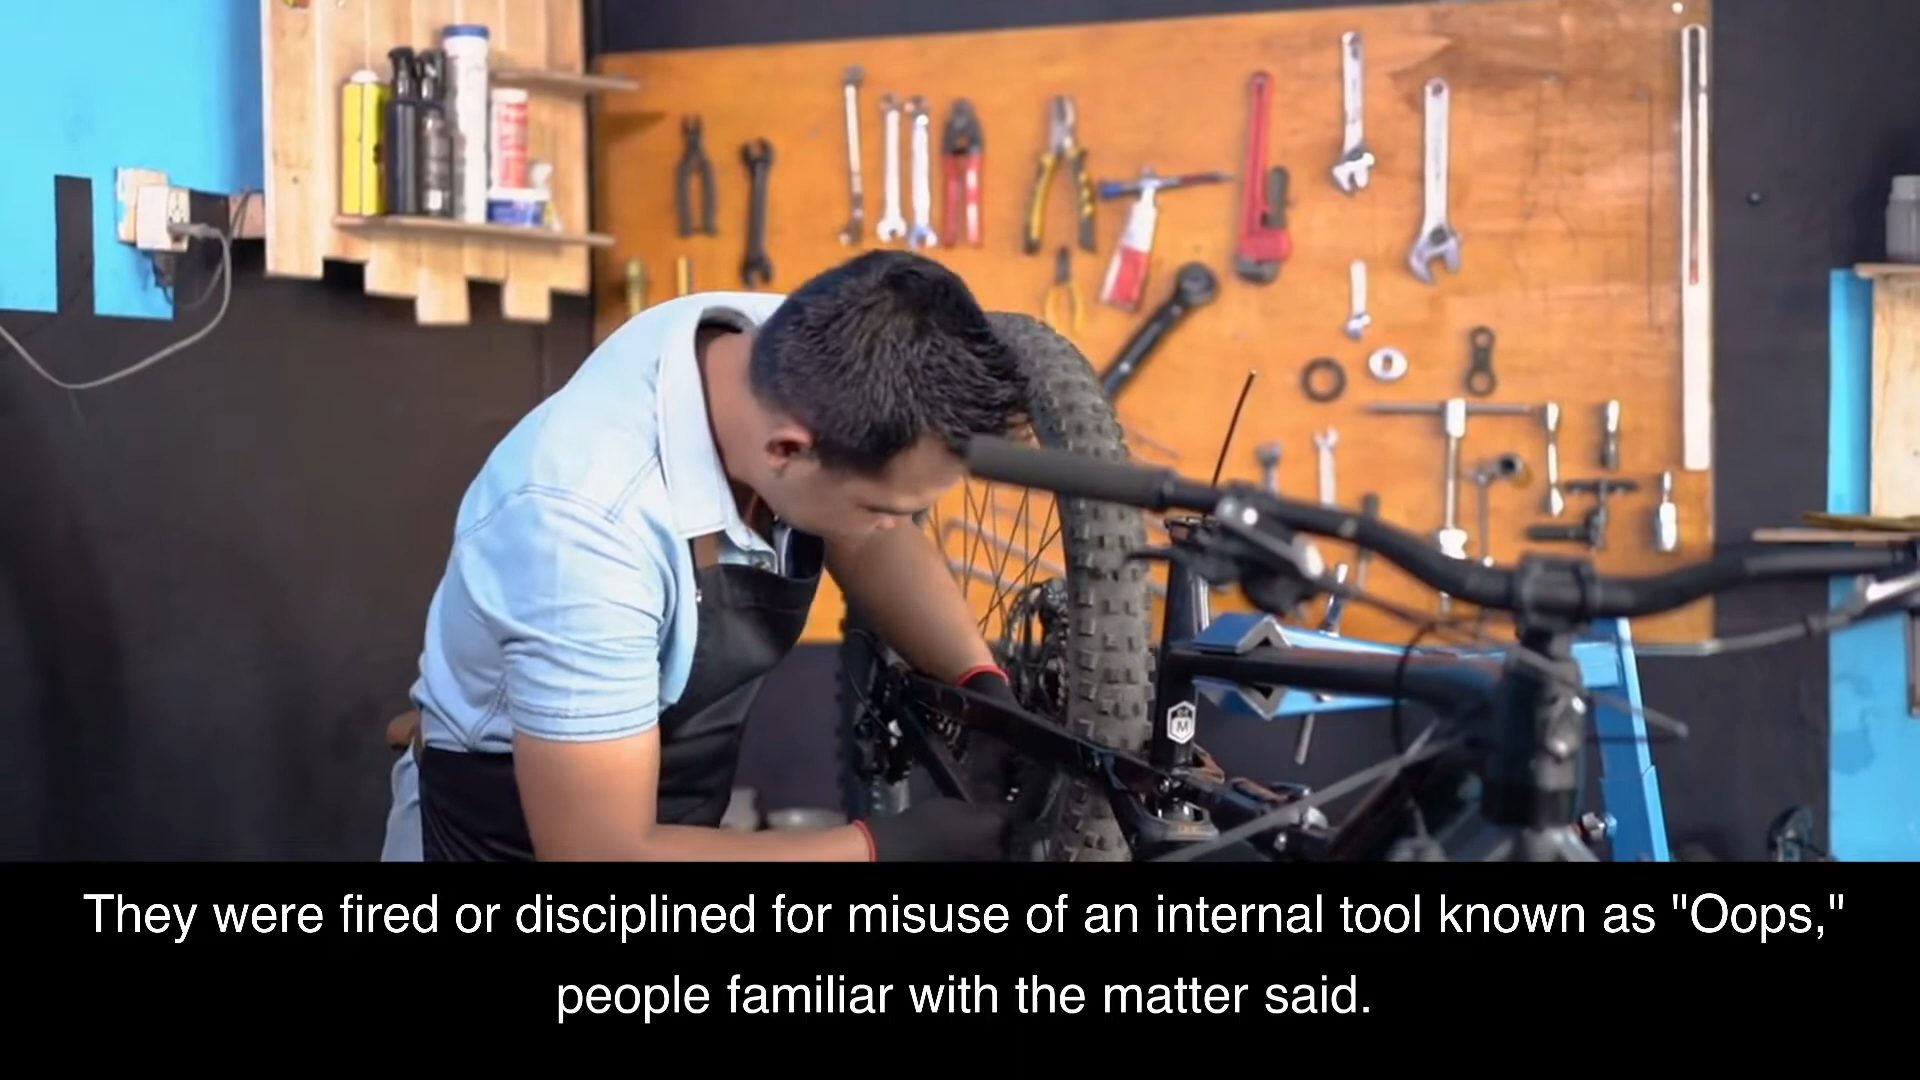 M
They were fired or disciplined for misuse of an internal tool known as "Oops,"
people familiar with the matter said.